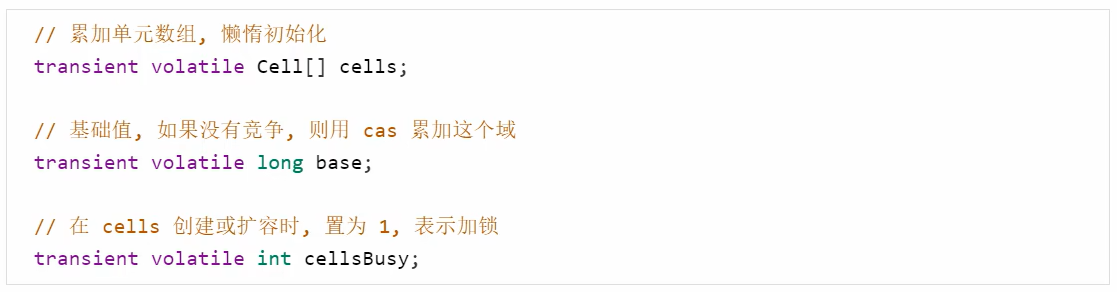 // 累加单元数组, 懒惰初始化
transient volatile Cell[] cells;
// 基础值, 如果没有竞争, 则用 cas 累加这个域
transient volatile long base;
// 在 cells 创建或扩容时, 置为 1, 表示加锁
transient volatile int cellsBusy;